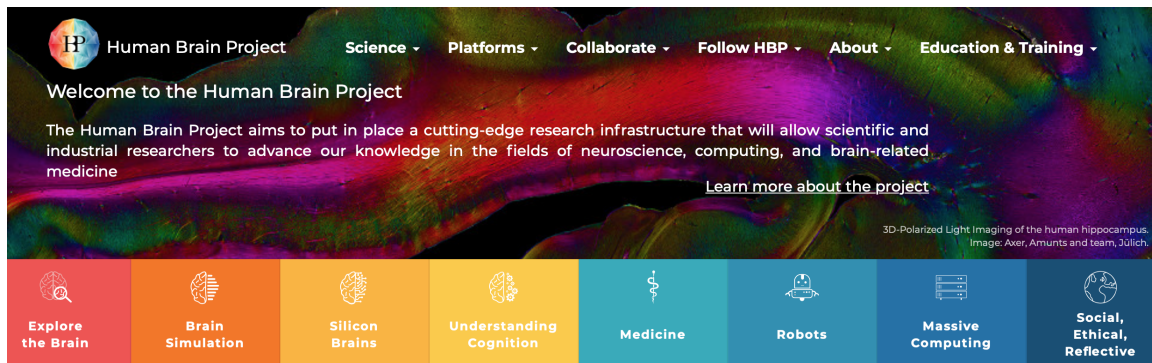 HP Human Brain Project Science Platforms Collaborate Follow HBP About Education & Training
Welcome to the Human Brain Project
The Human Brain Project aims to put in place a cutting-edge research infrastructure that will allow scientific and
industrial researchers to advance our knowledge in the fields of neuroscience, computing, and brain-related
medicine
Learn more about the project
3D-Polarized Light Imaging of the human hippocampus.
Image: Axer, Amunts and team, Jülich.
Explore
the Brain
Brain
Simulation
Silicon
Brains
Understanding
Cognition
Medicine
Robots
Massive
Computing
Social,
Ethical,
Reflective